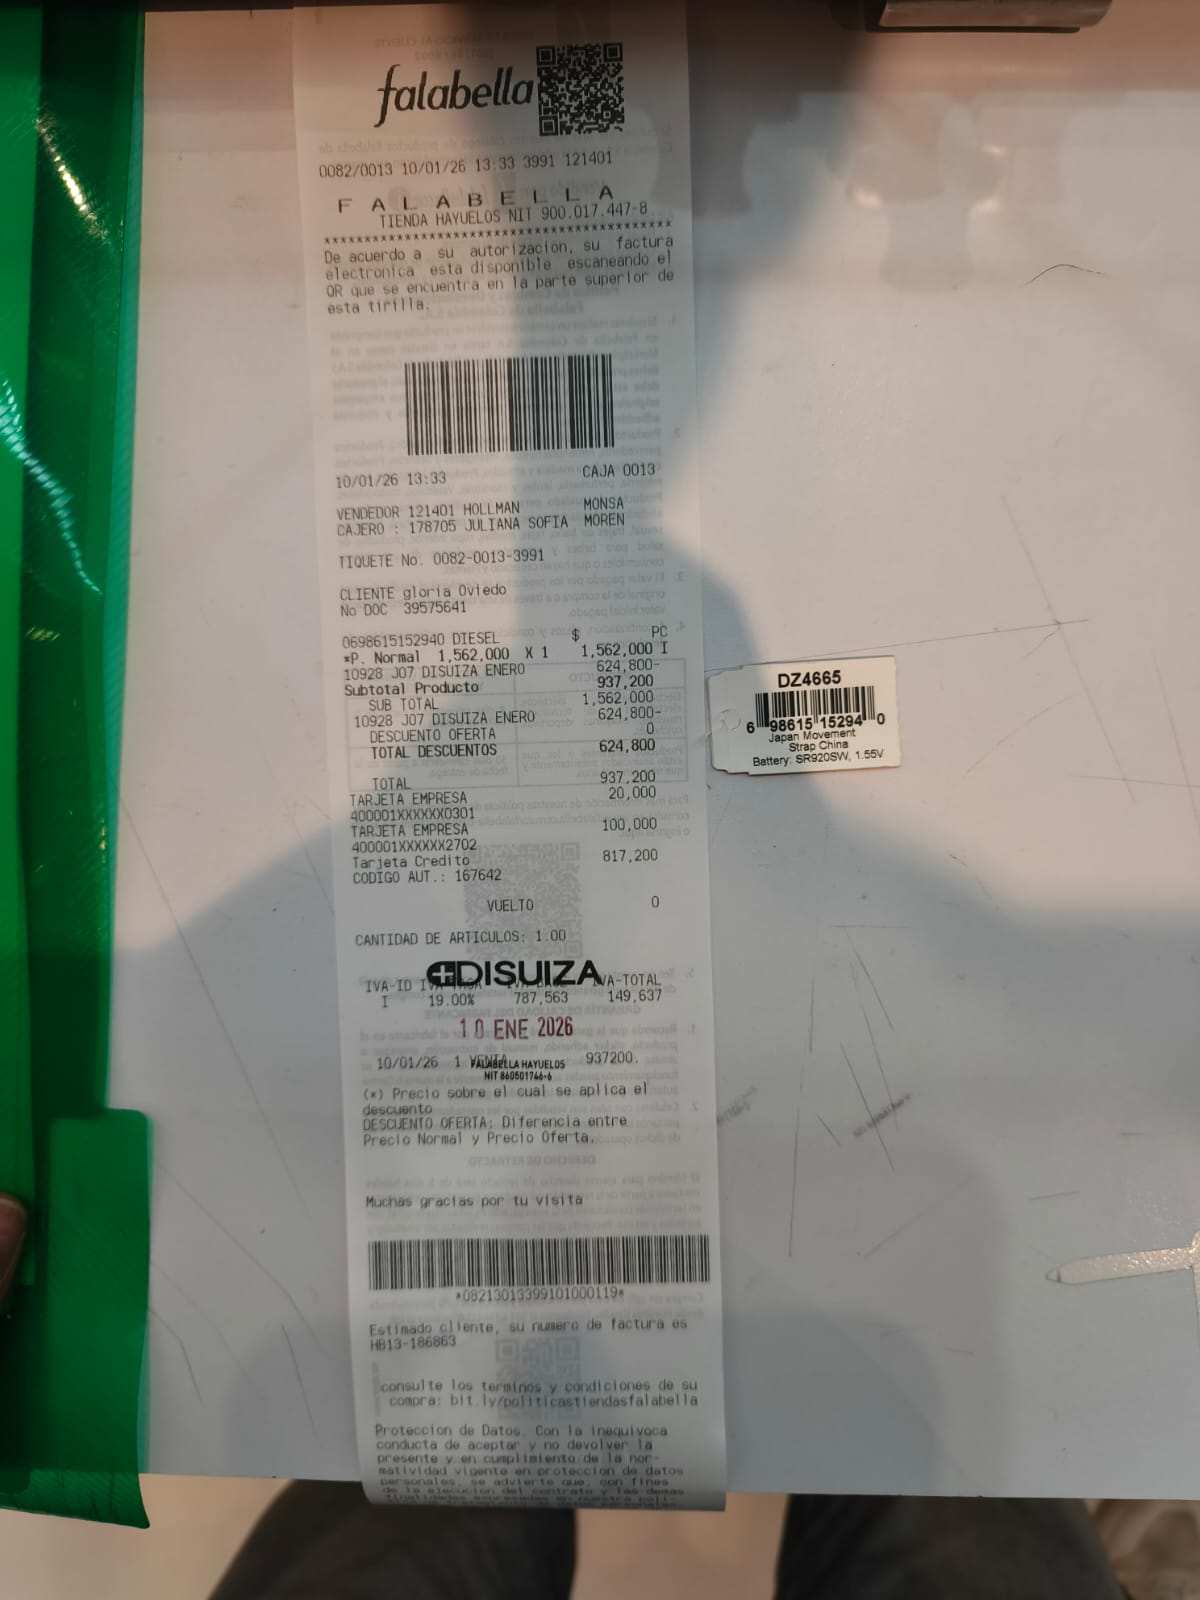 falabella
0082/0013 10/01/26 13:33 3991 121401
F A L A B E L L A
TIENDA HAYUELOS NIT 900.017.447-8
****************************************
De acuerdo a su autorizacion, su factura
electronica esta disponible escaneando el
QR que se encuentra en la parte superior de
esta tirilla.
10/01/26 13:33 CAJA 0013
VENDEDOR 121401 HOLLMAN MONSA
CAJERO : 178705 JULIANA SOFIA MOREN
TIQUETE No. 0082-0013-3991
CLIENTE gloria Oviedo
No DOC 39575641
0698615152940 DIESEL $ PC
*P. Normal 1,562,000 X 1 1,562,000 I
10928 J07 DISUIZA ENERO 624,800-
Subtotal Producto 937,200
SUB TOTAL 1,562,000
10928 J07 DISUIZA ENERO 624,800-
DESCUENTO OFERTA 0
TOTAL DESCUENTOS 624,800
TOTAL 937,200
TARJETA EMPRESA 20,000
400001XXXXXX0301
TARJETA EMPRESA 100,000
400001XXXXXX2702
Tarjeta Credito 817,200
CODIGO AUT.: 167642
VUELTO 0
CANTIDAD DE ARTICULOS: 1.00
DISUIZA
IVA-ID IVA-TOTAL
I 19.00% 787,563 149,637
10 ENE 2026
10/01/26 1 VENTA 937200.
FALABELLA HAYUELOS
NIT 860501746-6
(*) Precio sobre el cual se aplica el
descuento
DESCUENTO OFERTA: Diferencia entre
Precio Normal y Precio Oferta.
Muchas gracias por tu visita
*08213013399101000119*
Estimado cliente, su numero de factura es
HB13-186863
consulte los terminos y condiciones de su
compra: bit.ly/politicastiendasfalabella
Proteccion de Datos. Con la inequivoca
conducta de aceptar y no devolver la
presente y en cumplimiento de la nor-
matividad vigente en proteccion de datos
personales, se advierte que, con fines
de la ejecucion del contrato y las demas
DZ4665
6 98615 15294 0
Japan Movement
Strap China
Battery: SR920SW, 1.55V